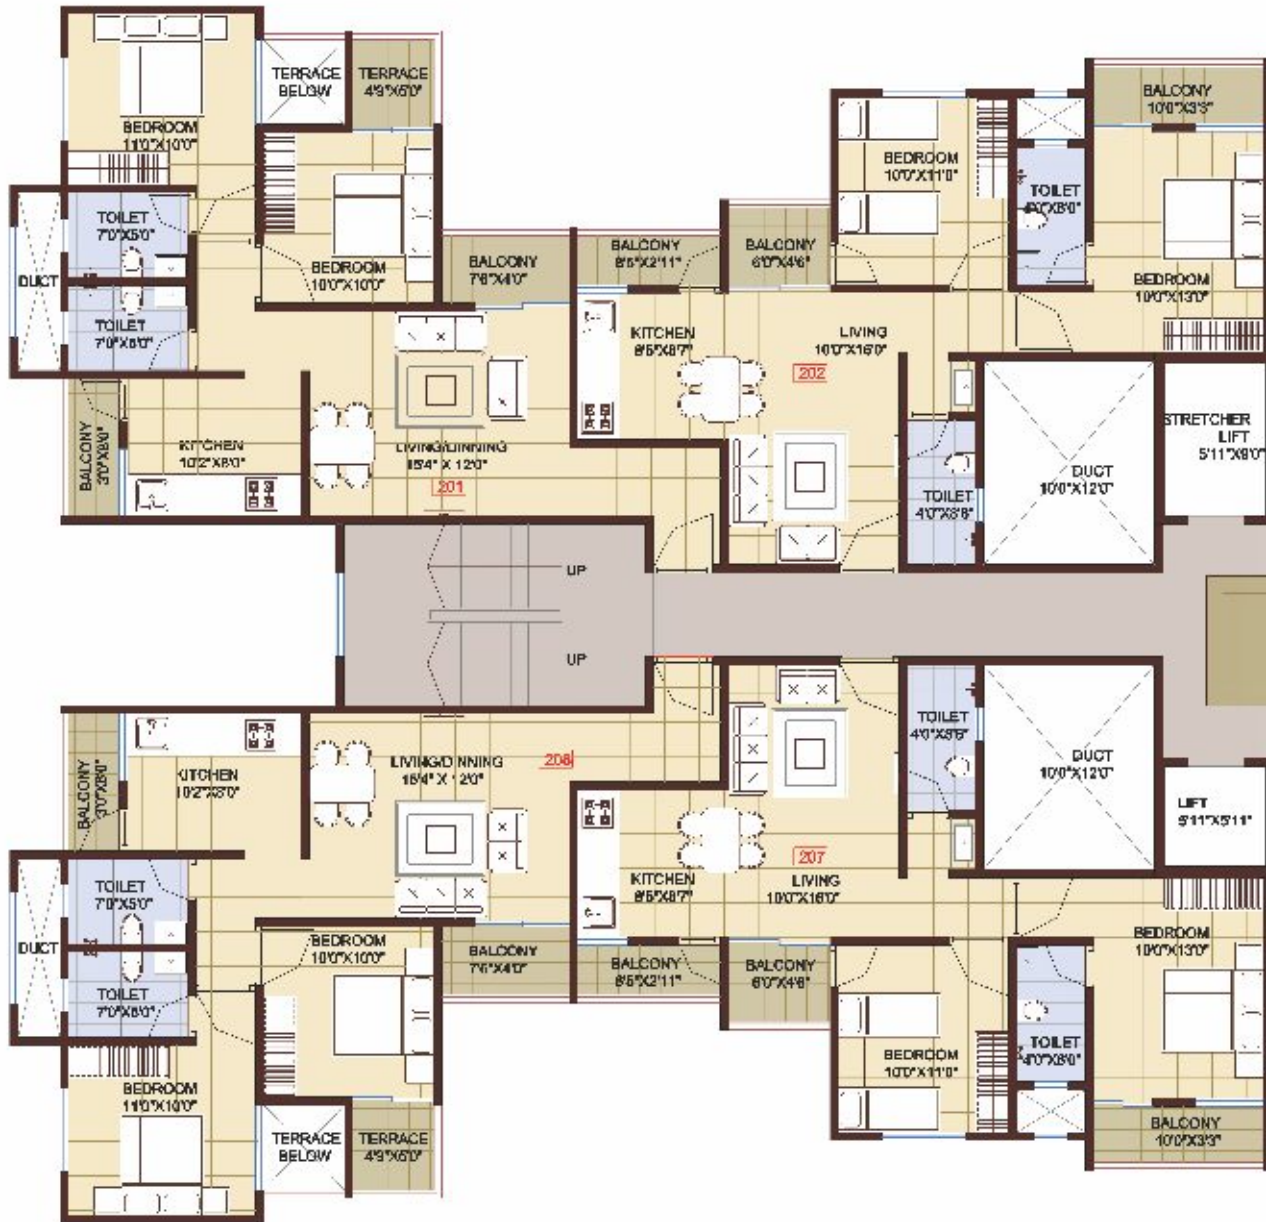 TERRACE
BELOW
TERRACE
4'9"X5'0"
BALCONY
10'0"X3'3"
BEDROOM
11'0"X10'0"
BEDROOM
10'0"X11'0"
TOILET
4'0"X8'0"
TOILET
7'0"X5'0"
BEDROOM
10'0"X10'0"
BALCONY
7'6"X4'0"
BALCONY
8'5"X2'11"
BALCONY
6'0"X4'6"
BEDROOM
10'0"X13'0"
DUCT
TOILET
7'0"X5'0"
KITCHEN
8'5"X8'7"
LIVING
10'0"X16'0"
202
STRETCHER
LIFT
5'11"X9'0"
BALCONY
3'0"X8'0"
KITCHEN
10'2"X8'0"
LIVING/DINNING
15'4" X 12'0"
201
TOILET
4'0"X8'6"
DUCT
10'0"X12'0"
UP
UP
BALCONY
3'0"X8'0"
KITCHEN
10'2"X8'0"
LIVING/DINNING
15'4" X 12'0"
208
TOILET
4'0"X8'6"
DUCT
10'0"X12'0"
LIFT
5'11"X5'11"
207
KITCHEN
8'5"X8'7"
LIVING
10'0"X16'0"
TOILET
7'0"X5'0"
DUCT
TOILET
7'0"X5'0"
BEDROOM
10'0"X10'0"
BALCONY
7'6"X4'0"
BALCONY
8'5"X2'11"
BALCONY
6'0"X4'6"
BEDROOM
10'0"X13'0"
BEDROOM
10'0"X11'0"
TOILET
4'0"X8'0"
BEDROOM
11'0"X10'0"
TERRACE
BELOW
TERRACE
4'9"X5'0"
BALCONY
10'0"X3'3"